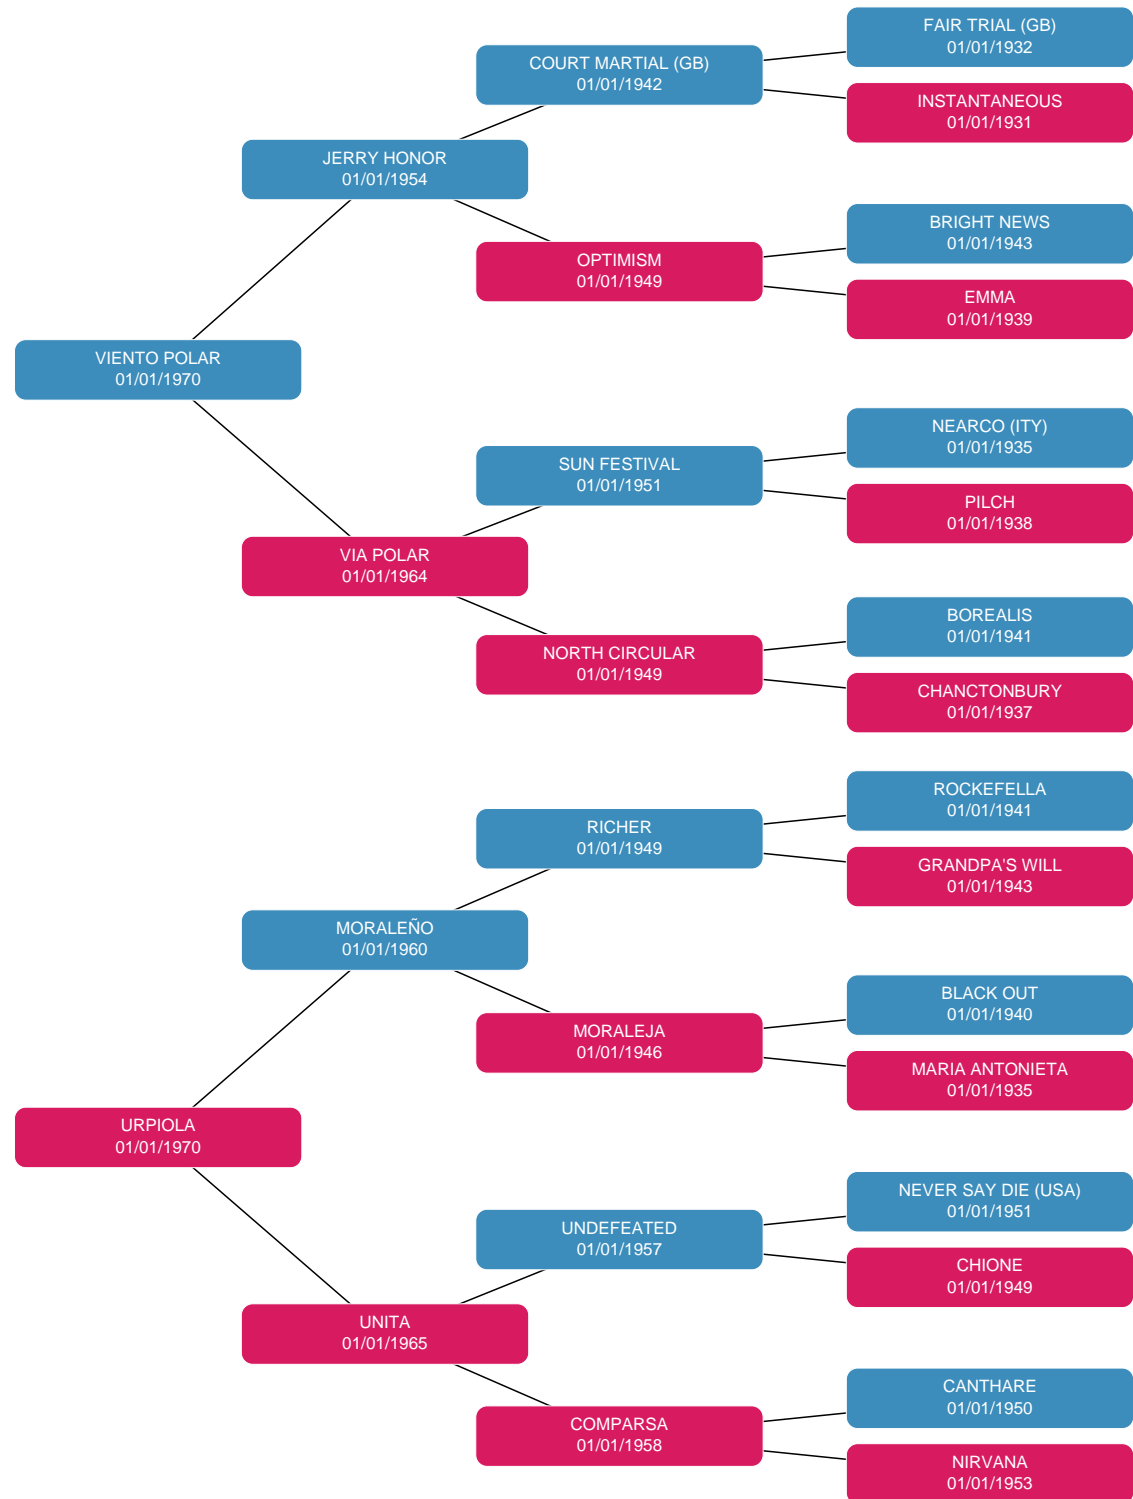 FAIR TRIAL (GB)
01/01/1932
COURT MARTIAL (GB)
01/01/1942
INSTANTANEOUS
01/01/1931
JERRY HONOR
01/01/1954
BRIGHT NEWS
01/01/1943
OPTIMISM
01/01/1949
EMMA
01/01/1939
VIENTO POLAR
01/01/1970
NEARCO (ITY)
01/01/1935
SUN FESTIVAL
01/01/1951
PILCH
01/01/1938
VIA POLAR
01/01/1964
BOREALIS
01/01/1941
NORTH CIRCULAR
01/01/1949
CHANCTONBURY
01/01/1937
ROCKEFELLA
01/01/1941
RICHER
01/01/1949
GRANDPA'S WILL
01/01/1943
MORALEÑO
01/01/1960
BLACK OUT
01/01/1940
MORALEJA
01/01/1946
MARIA ANTONIETA
01/01/1935
URPIOLA
01/01/1970
NEVER SAY DIE (USA)
01/01/1951
UNDEFEATED
01/01/1957
CHIONE
01/01/1949
UNITA
01/01/1965
CANTHARE
01/01/1950
COMPARSA
01/01/1958
NIRVANA
01/01/1953